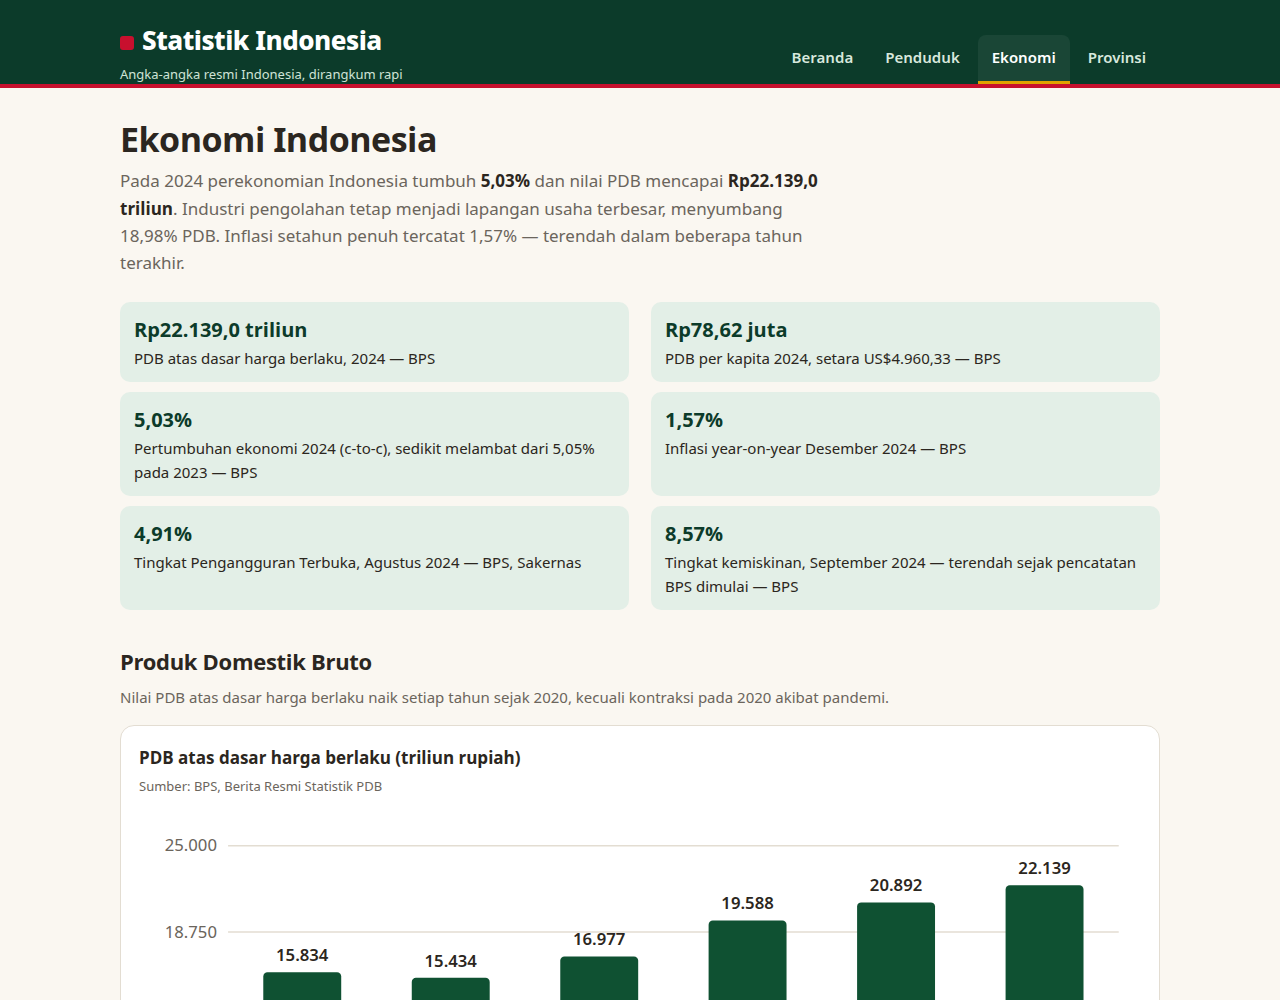 Statistik Indonesia
Angka-angka resmi Indonesia, dirangkum rapi
Beranda Penduduk Ekonomi Provinsi
Ekonomi Indonesia
Pada 2024 perekonomian Indonesia tumbuh 5,03% dan nilai PDB mencapai Rp22.139,0
triliun. Industri pengolahan tetap menjadi lapangan usaha terbesar, menyumbang
18,98% PDB. Inflasi setahun penuh tercatat 1,57% — terendah dalam beberapa tahun
terakhir.
Rp22.139,0 triliun
PDB atas dasar harga berlaku, 2024 — BPS
Rp78,62 juta
PDB per kapita 2024, setara US$4.960,33 — BPS
5,03%
Pertumbuhan ekonomi 2024 (c-to-c), sedikit melambat dari 5,05%
pada 2023 — BPS
1,57%
Inflasi year-on-year Desember 2024 — BPS
4,91%
Tingkat Pengangguran Terbuka, Agustus 2024 — BPS, Sakernas
8,57%
Tingkat kemiskinan, September 2024 — terendah sejak pencatatan
BPS dimulai — BPS
Produk Domestik Bruto
Nilai PDB atas dasar harga berlaku naik setiap tahun sejak 2020, kecuali kontraksi pada 2020 akibat pandemi.
PDB atas dasar harga berlaku (triliun rupiah)
Sumber: BPS, Berita Resmi Statistik PDB
25.000
18.750
15.834
15.434
16.977
19.588
20.892
22.139